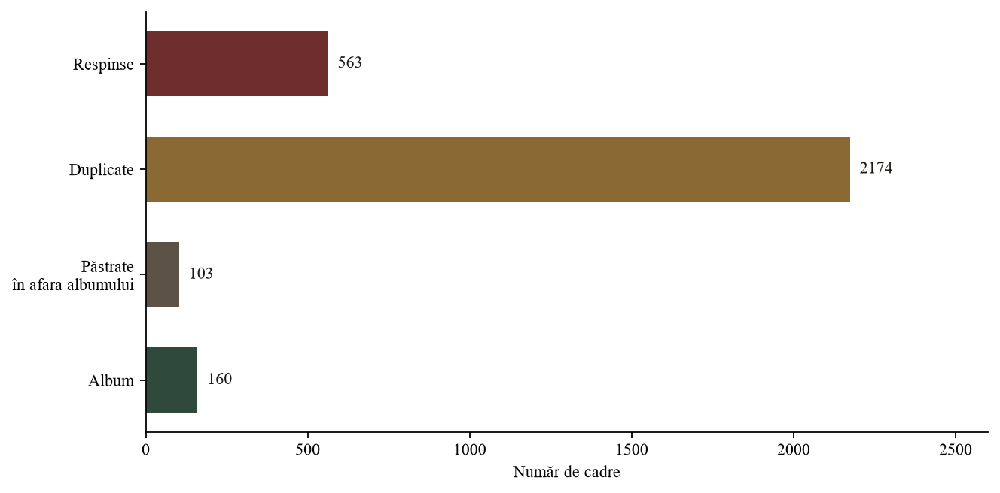 Respinse
563
Duplicate
2174
Păstrate
în afara albumului
103
Album
160
0 500 1000 1500 2000 2500
Număr de cadre